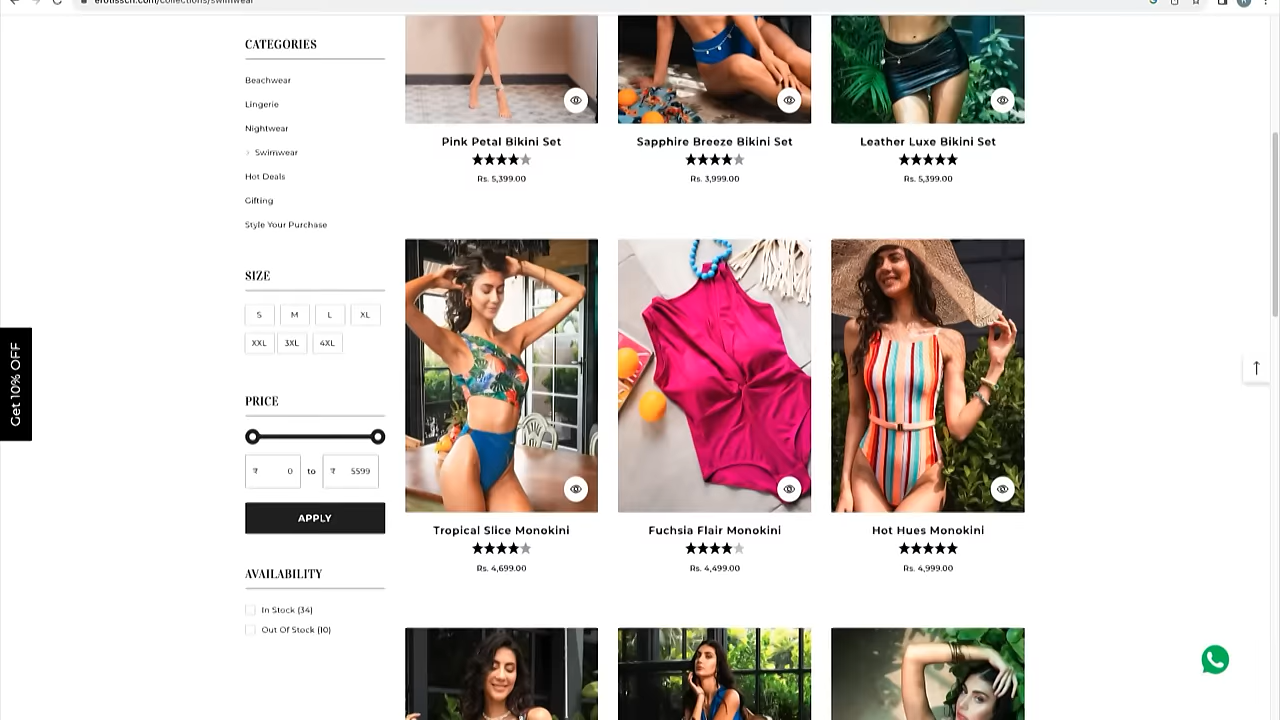 CATEGORIES
Beachwear
Lingerie
Nightwear
Swimwear
Hot Deals
Gifting
Style Your Purchase
SIZE
S M L XL
XXL 3XL 4XL
PRICE
₹ 0 to ₹ 5599
APPLY
AVAILABILITY
In Stock (34)
Out Of Stock (10)
Get 10% OFF
Pink Petal Bikini Set
Rs. 5,399.00
Sapphire Breeze Bikini Set
Rs. 3,999.00
Leather Luxe Bikini Set
Rs. 5,399.00
Tropical Slice Monokini
Rs. 4,699.00
Fuchsia Flair Monokini
Rs. 4,499.00
Hot Hues Monokini
Rs. 4,999.00